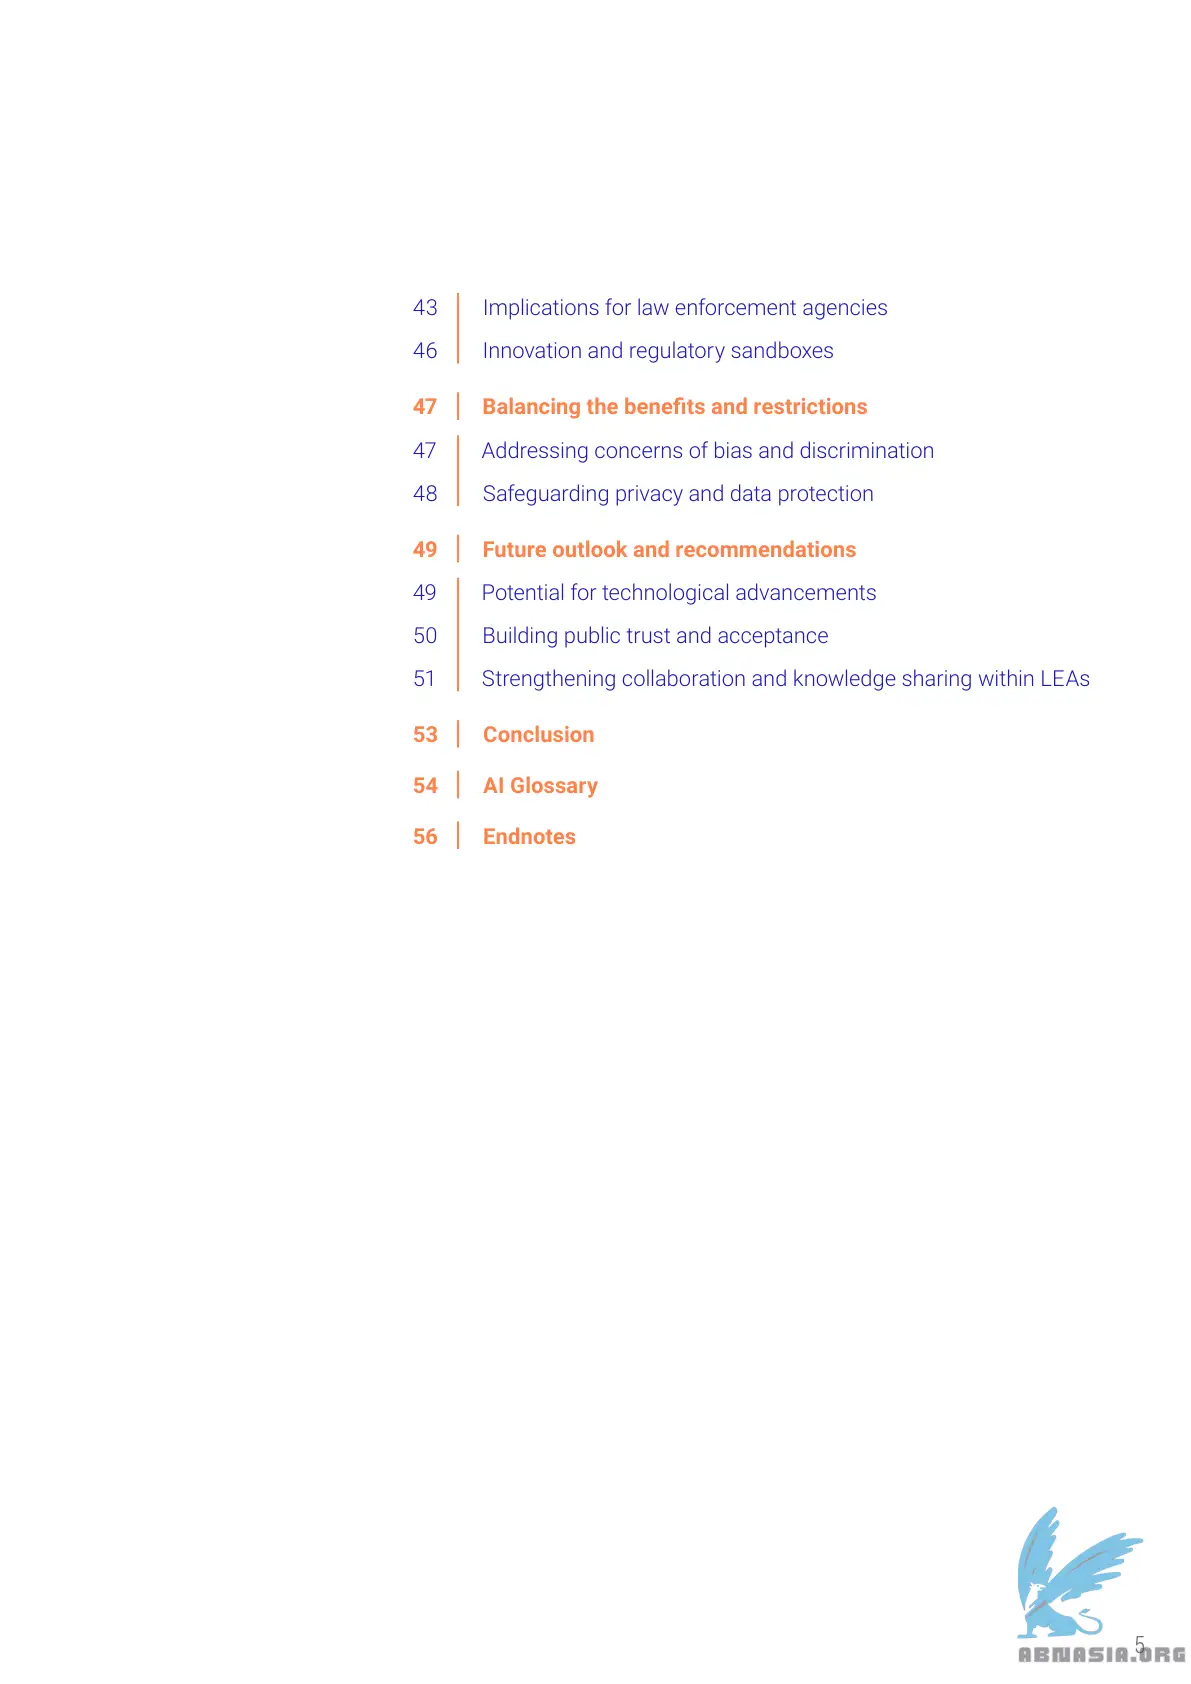 43 Implications for law enforcement agencies
46 Innovation and regulatory sandboxes
47 Balancing the benefits and restrictions
47 Addressing concerns of bias and discrimination
48 Safeguarding privacy and data protection
49 Future outlook and recommendations
49 Potential for technological advancements
50 Building public trust and acceptance
51 Strengthening collaboration and knowledge sharing within LEAs
53 Conclusion
54 AI Glossary
56 Endnotes
5
ABNASIA.ORG